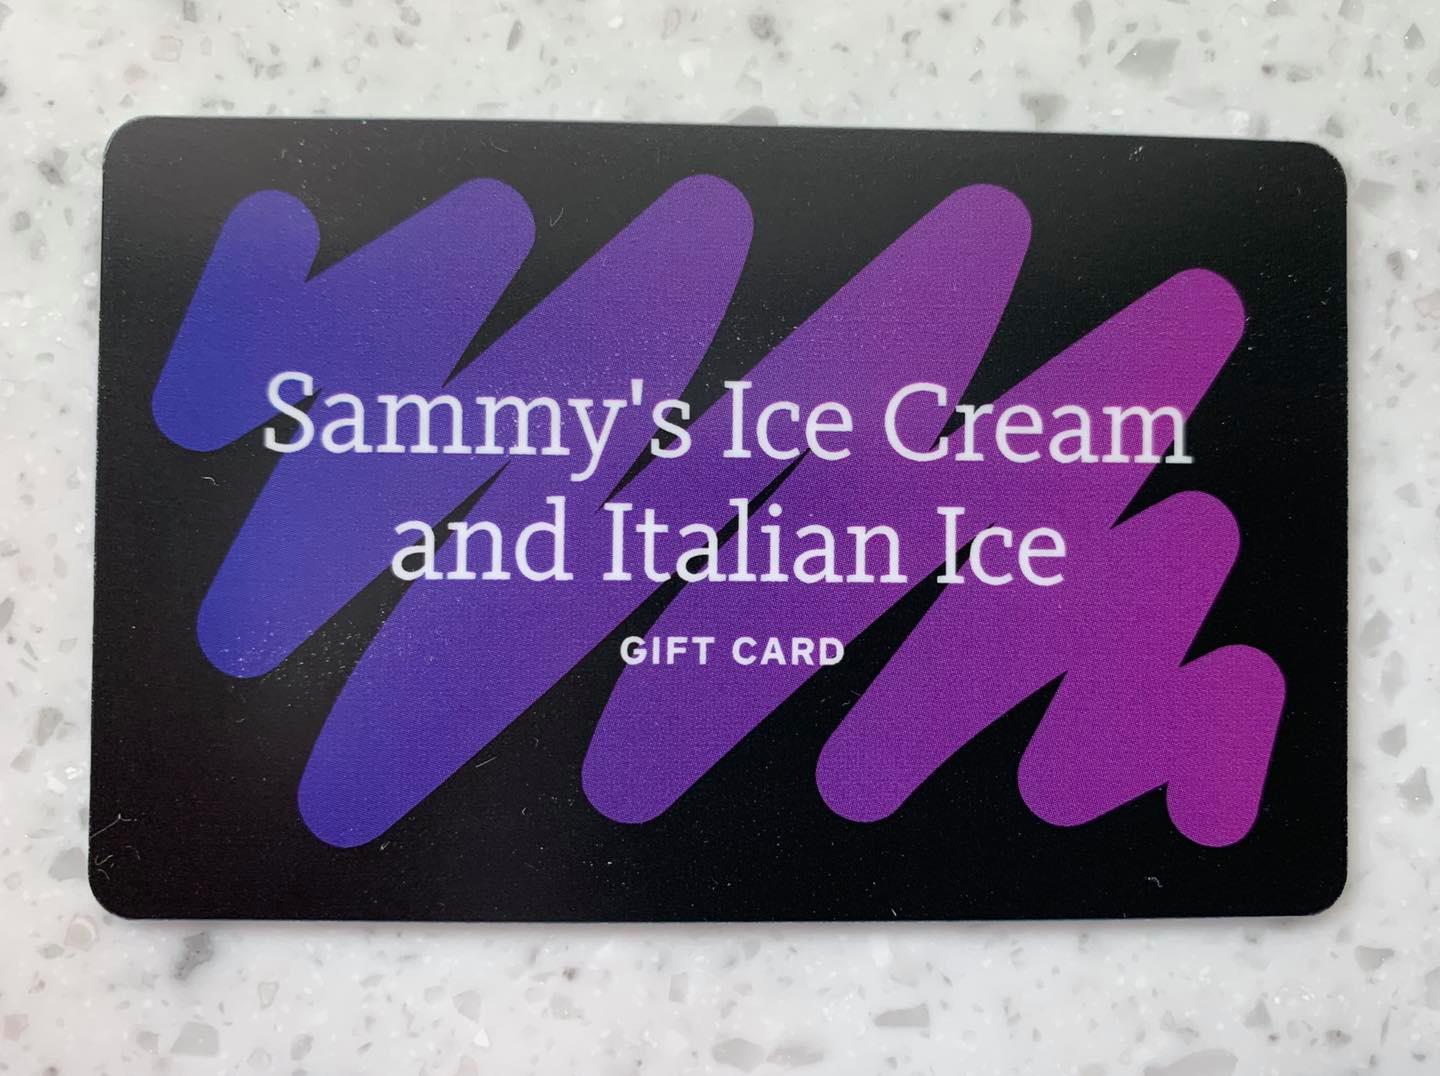 Sammy's Ice Cream
and Italian Ice
GIFT CARD